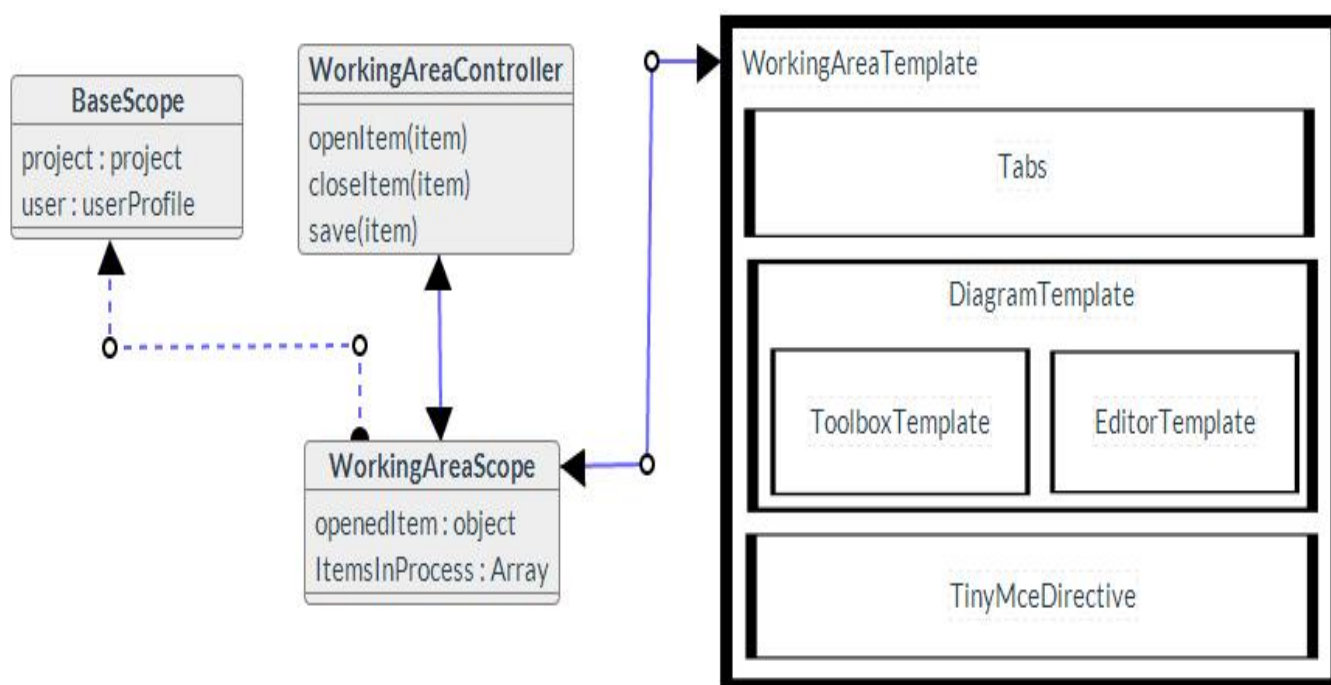 BaseScope
project : project
user : userProfile
WorkingAreaController
openItem(item)
closeItem(item)
save(item)
WorkingAreaScope
openedItem : object
ItemsInProcess : Array
WorkingAreaTemplate
Tabs
DiagramTemplate
ToolboxTemplate
EditorTemplate
TinyMceDirective